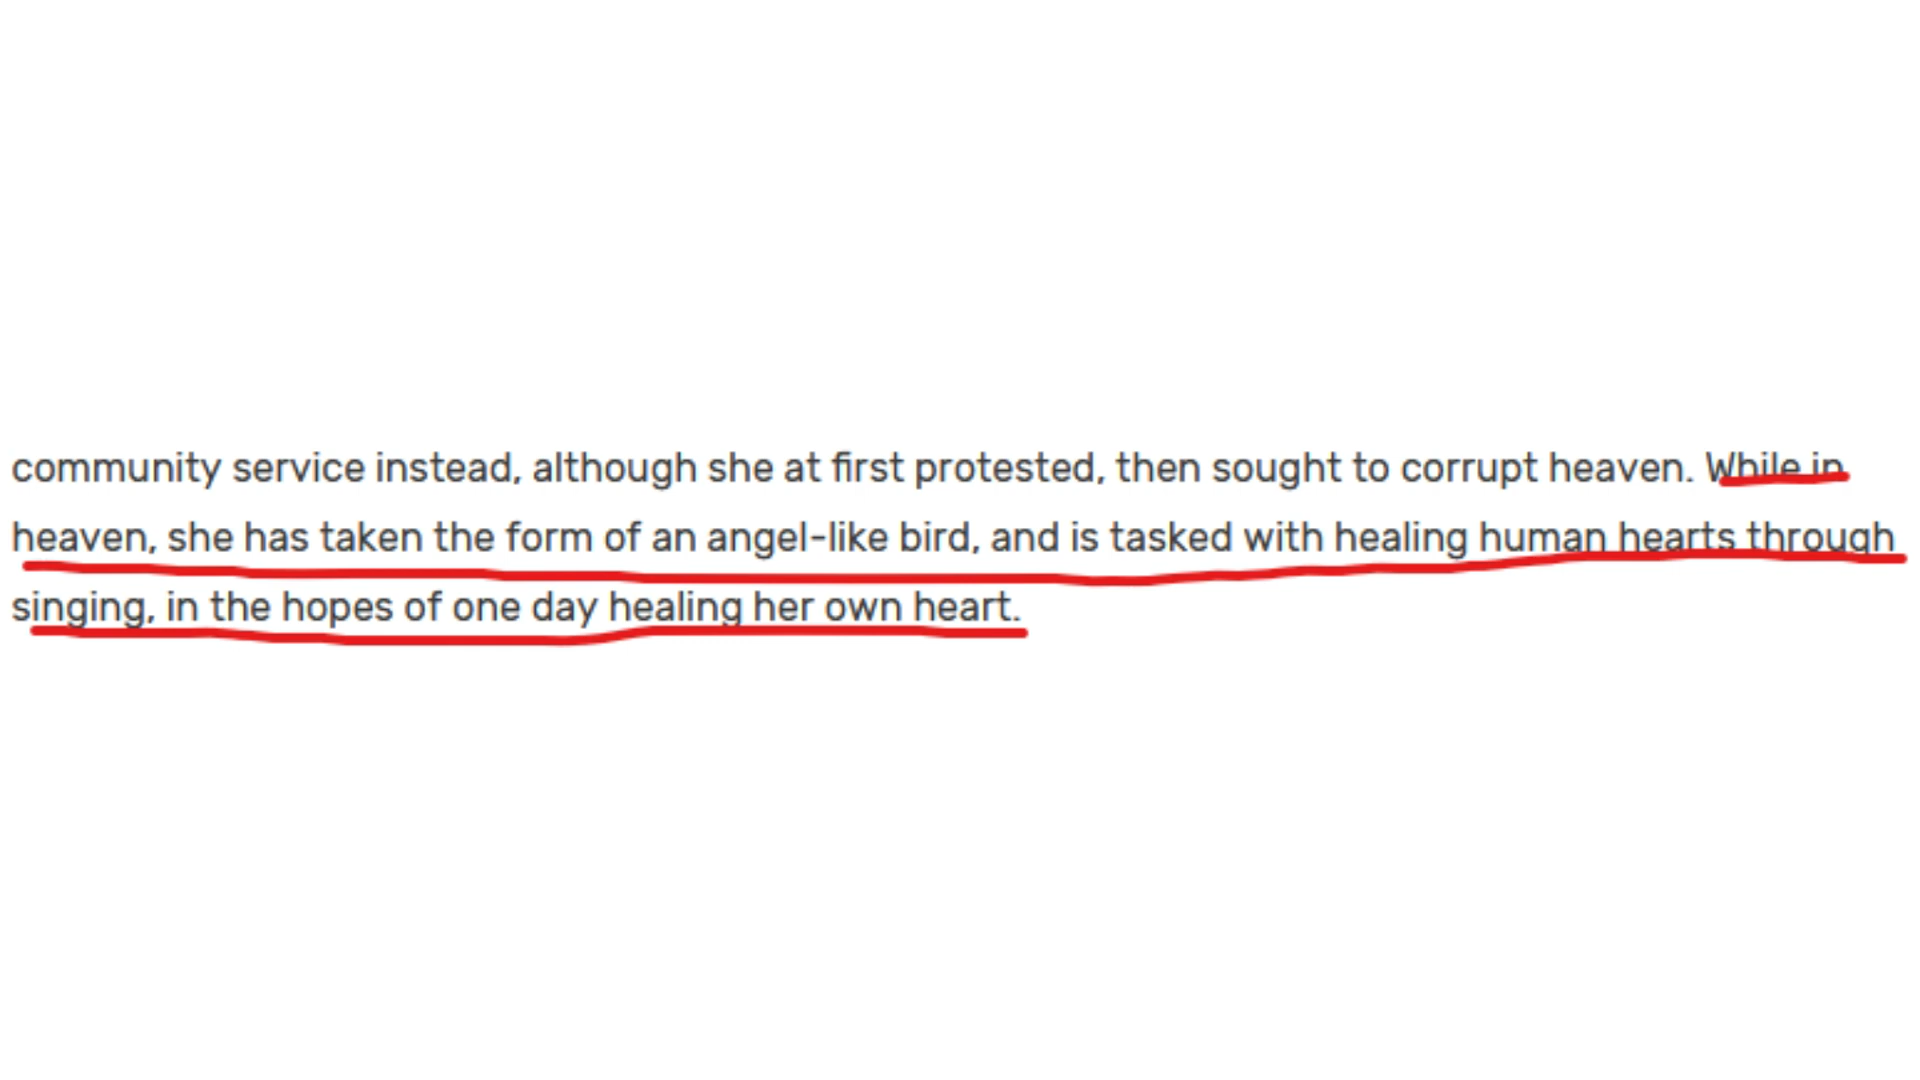 community service instead, although she at first protested, then sought to corrupt heaven. While in
heaven, she has taken the form of an angel-like bird, and is tasked with healing human hearts through
singing, in the hopes of one day healing her own heart.